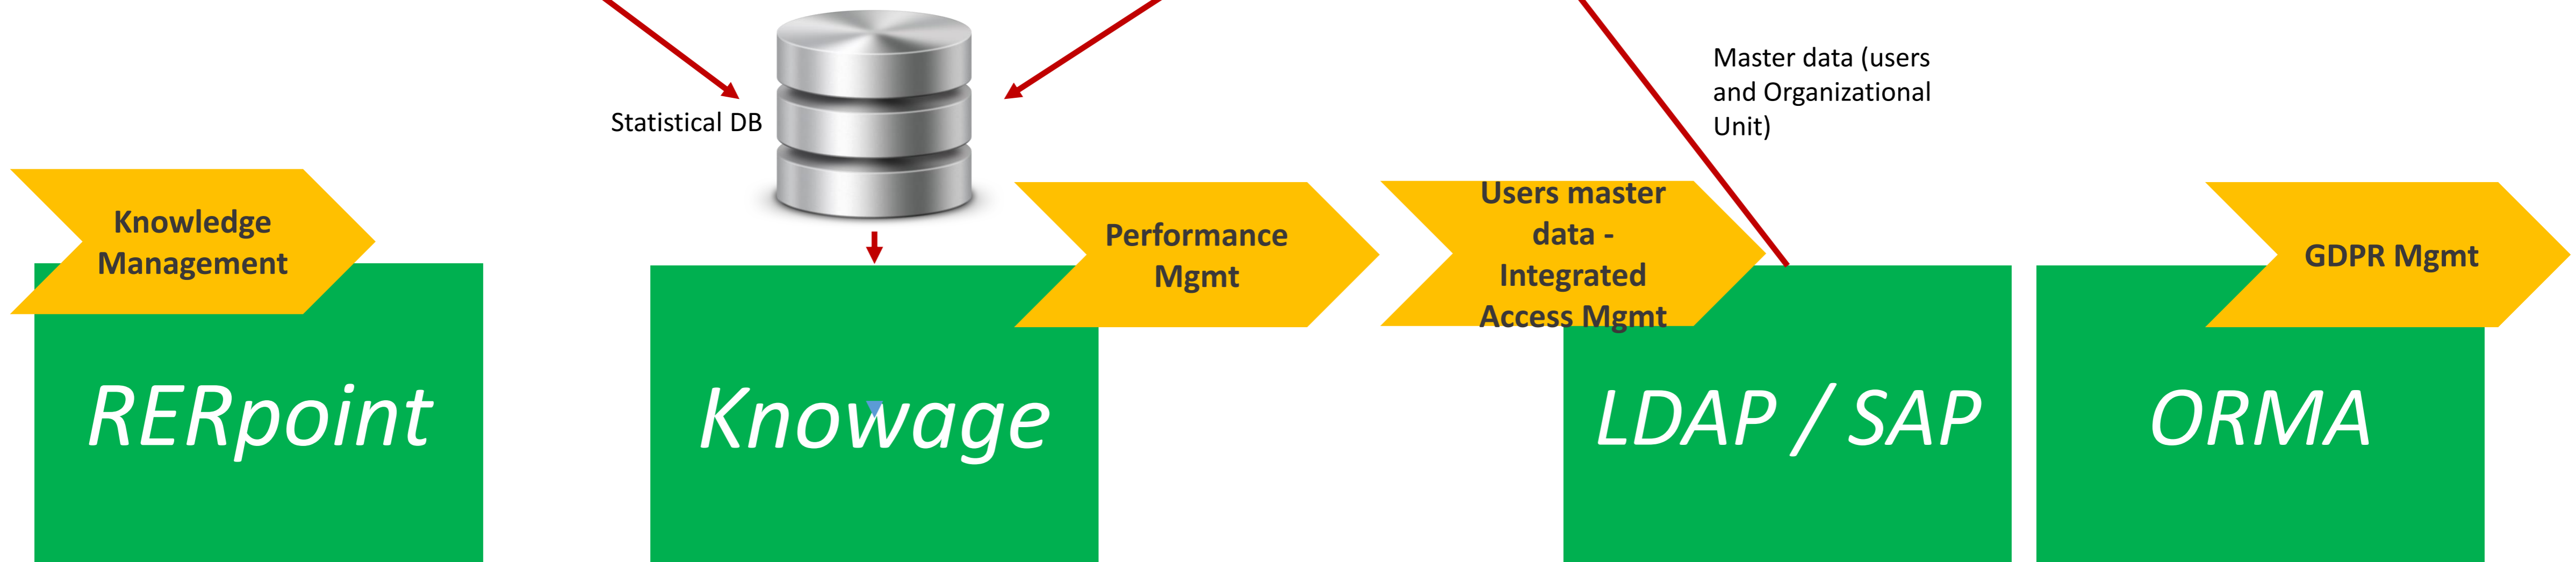 Master data (users
and Organizational
Unit)
Statistical DB
Knowledge
Management
Performance
Mgmt
Users master
data -
Integrated
Access Mgmt
GDPR Mgmt
RERpoint
Knowage
LDAP / SAP
ORMA